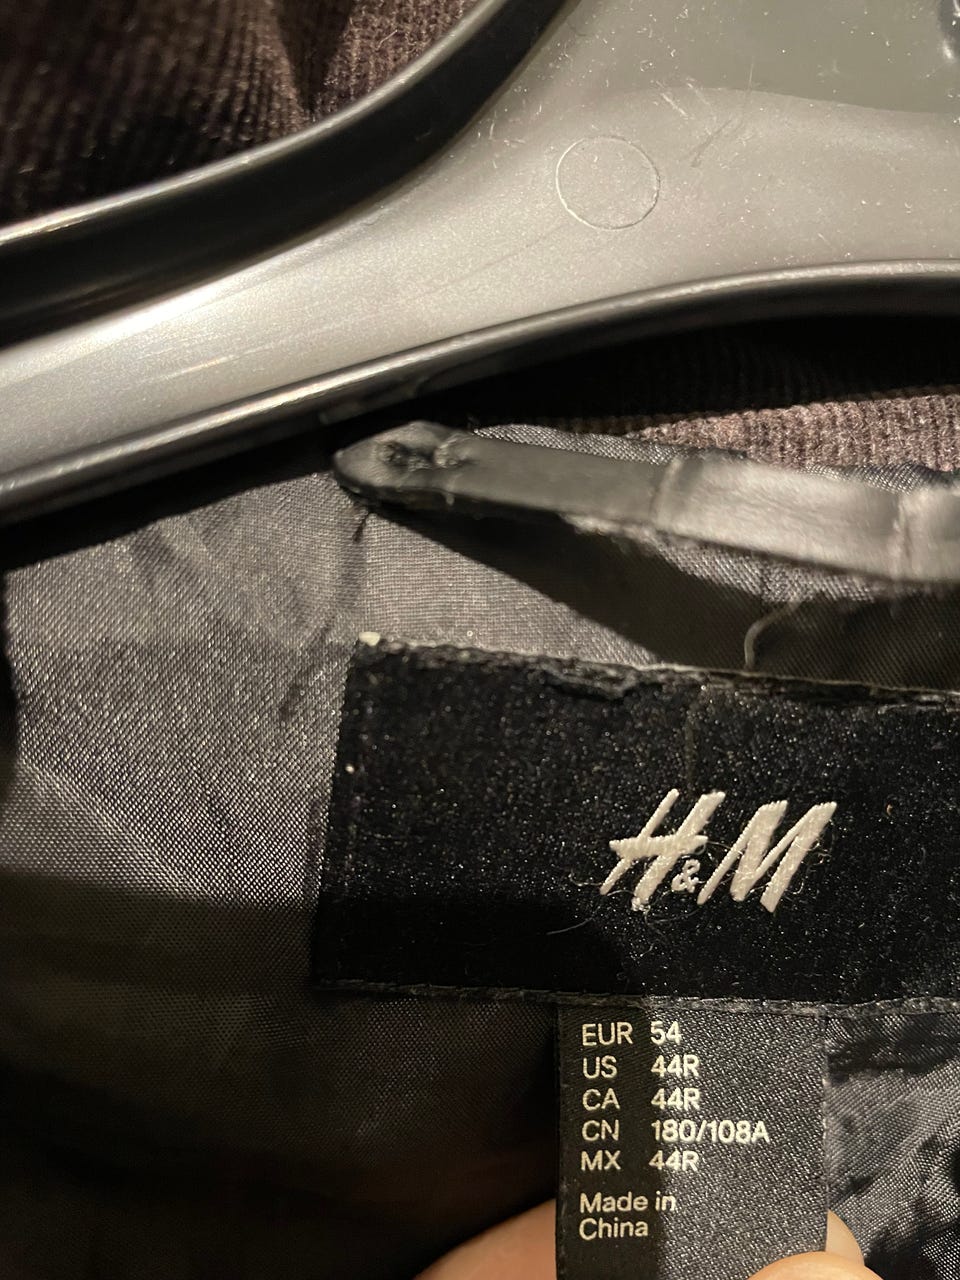 H&M
EUR 54
US 44R
CA 44R
CN 180/108A
MX 44R
Made in
China